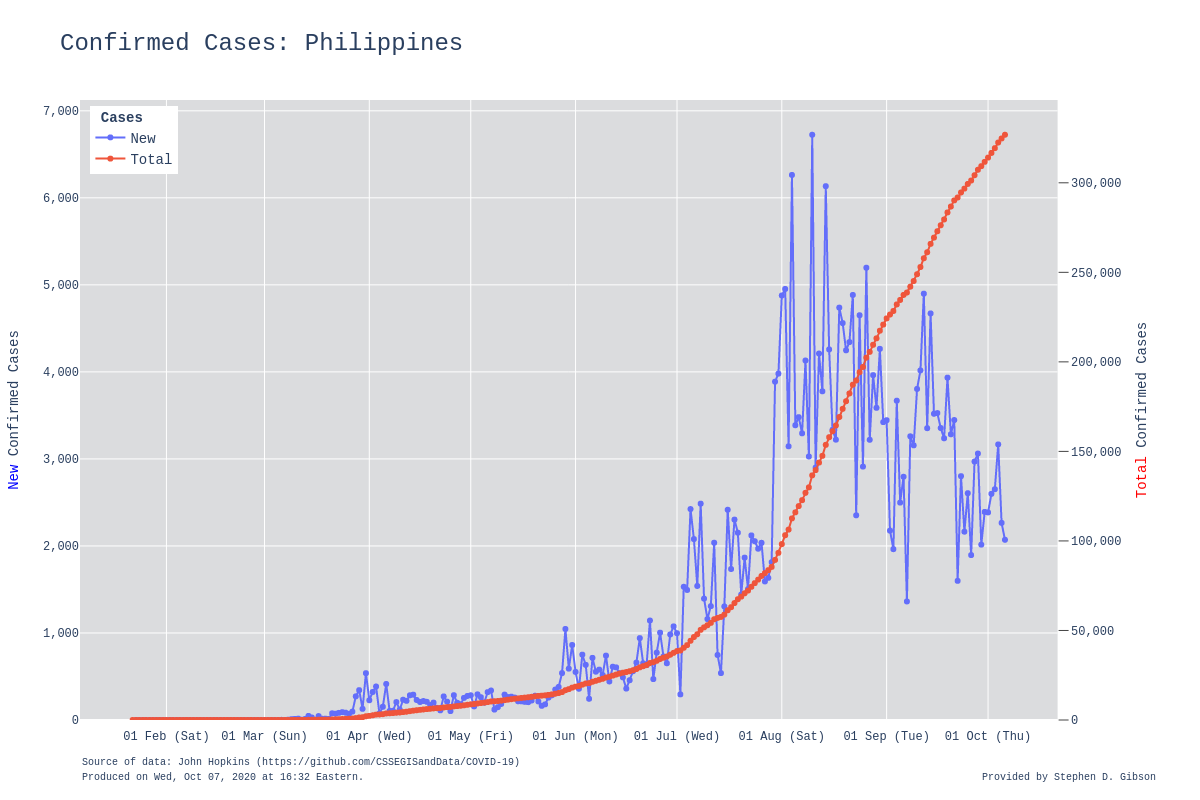 Confirmed Cases: Philippines
Cases
New
Total
7,000
6,000
5,000
4,000
3,000
2,000
1,000
0
New Confirmed Cases
300,000
250,000
200,000
150,000
100,000
50,000
0
Total Confirmed Cases
01 Feb (Sat) 01 Mar (Sun) 01 Apr (Wed) 01 May (Fri) 01 Jun (Mon) 01 Jul (Wed) 01 Aug (Sat) 01 Sep (Tue) 01 Oct (Thu)
Source of data: John Hopkins (https://github.com/CSSEGISandData/COVID-19)
Produced on Wed, Oct 07, 2020 at 16:32 Eastern.
Provided by Stephen D. Gibson